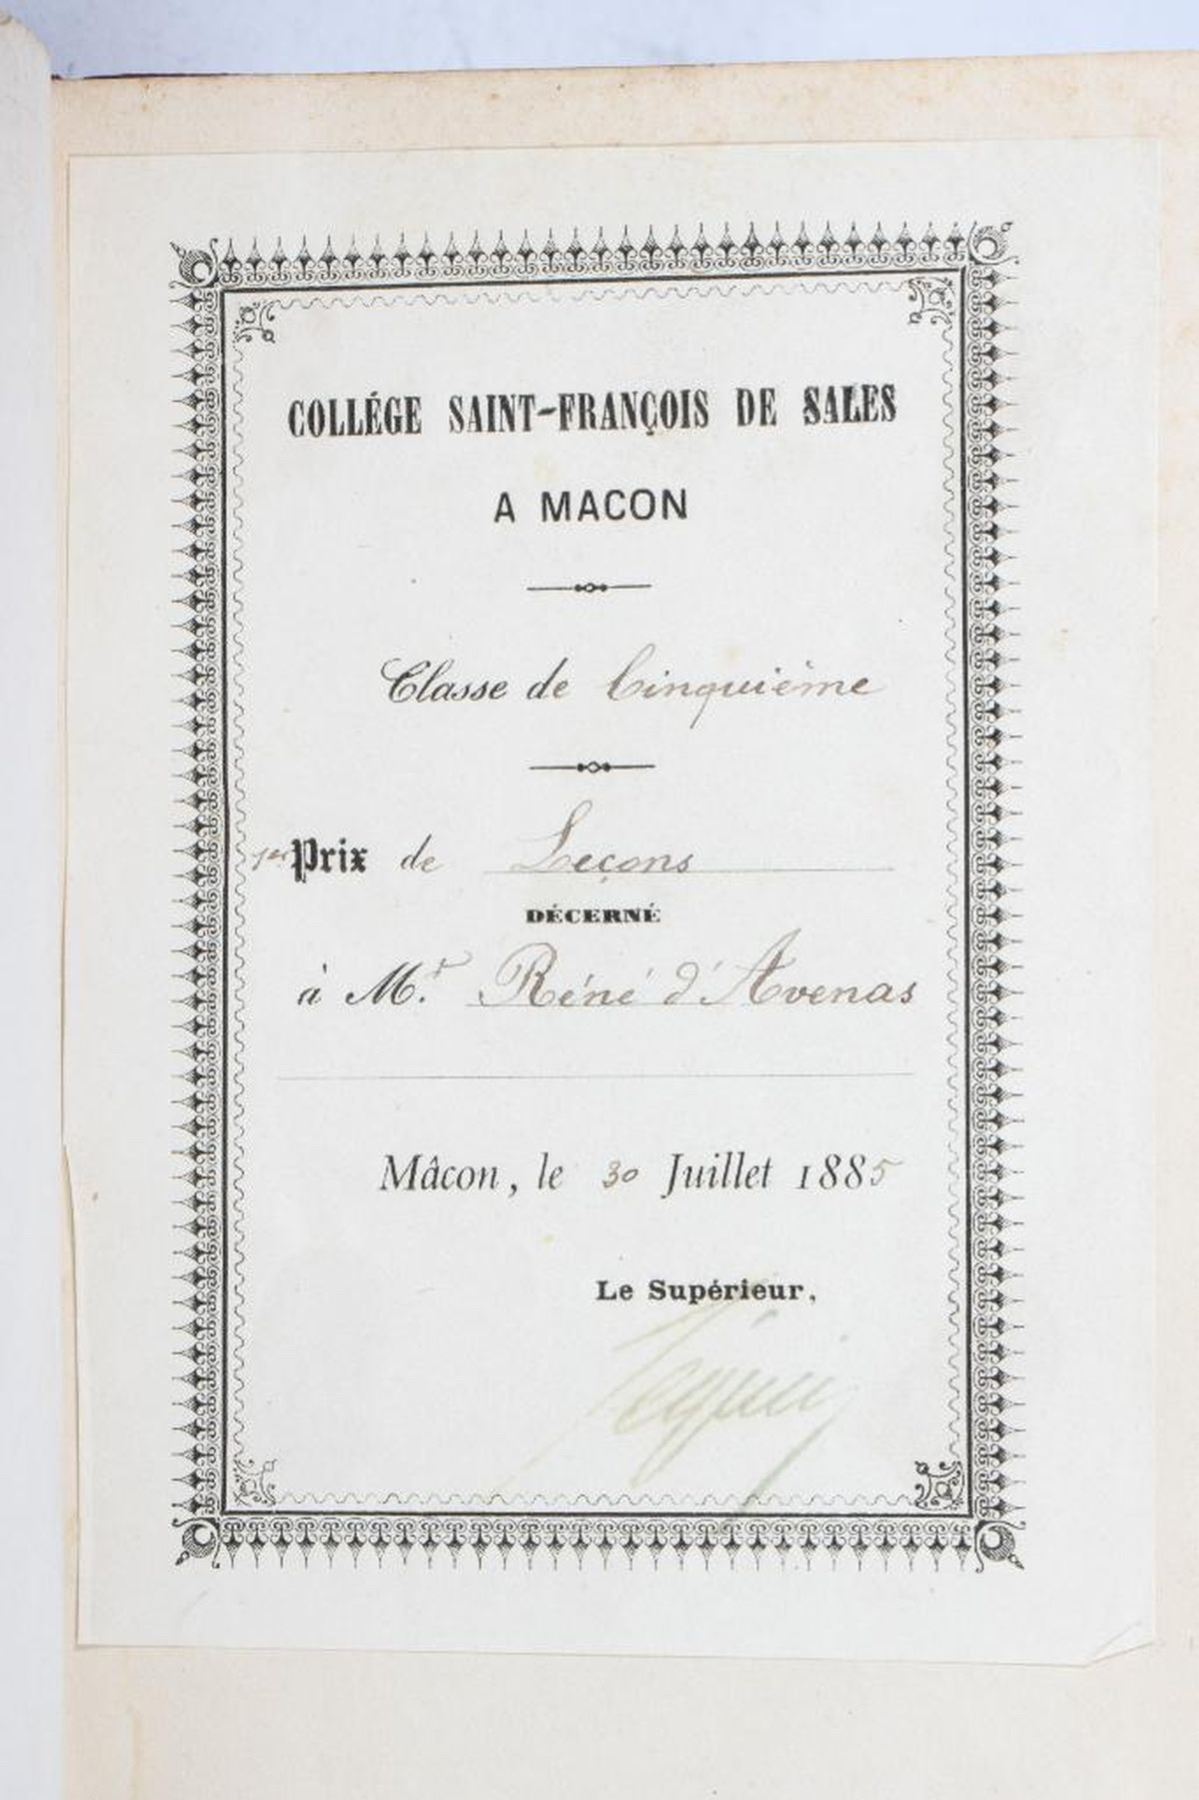 COLLÉGE SAINT-FRANÇOIS DE SALES
A MACON
Classe de Cinquième
1er Prix de Leçons
DÉCERNÉ
à Mr. Réné d'Avenas
Mâcon, le 30 Juillet 1885
Le Supérieur,